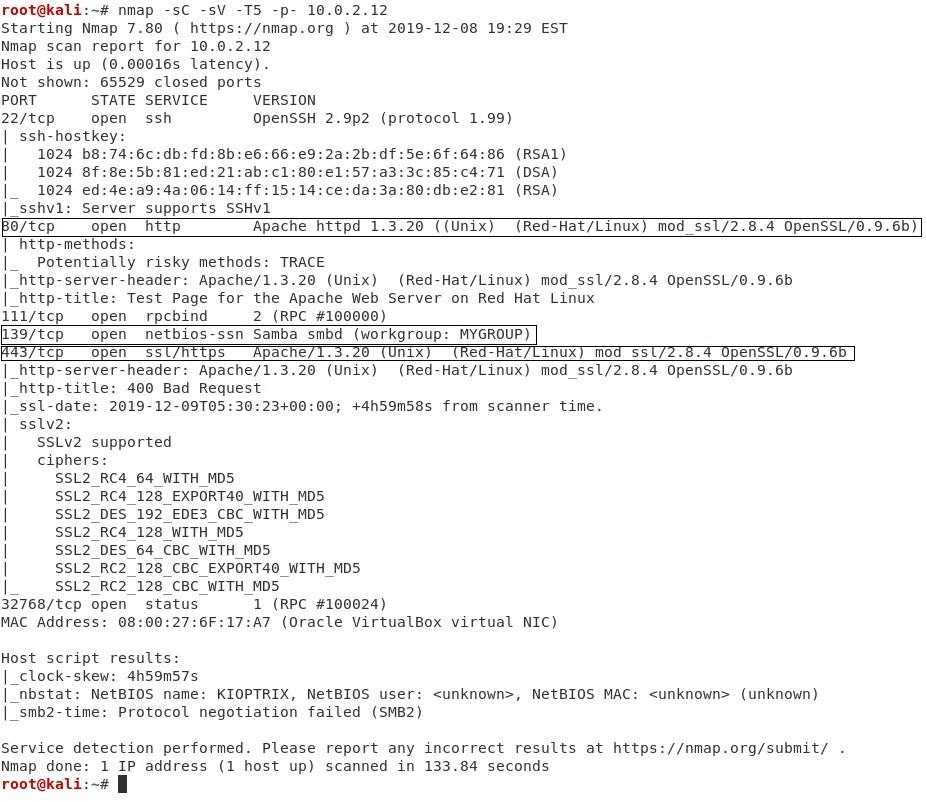 root@kali:~# nmap -sC -sV -T5 -p- 10.0.2.12
Starting Nmap 7.80 ( https://nmap.org ) at 2019-12-08 19:29 EST
Nmap scan report for 10.0.2.12
Host is up (0.00016s latency).
Not shown: 65529 closed ports
PORT      STATE SERVICE     VERSION
22/tcp    open  ssh         OpenSSH 2.9p2 (protocol 1.99)
| ssh-hostkey:
|   1024 b8:74:6c:db:fd:8b:e6:66:e9:2a:2b:df:5e:6f:64:86 (RSA1)
|   1024 8f:8e:5b:81:ed:21:ab:c1:80:e1:57:a3:3c:85:c4:71 (DSA)
|_  1024 ed:4e:a9:4a:06:14:ff:15:14:ce:da:3a:80:db:e2:81 (RSA)
|_sshv1: Server supports SSHv1
80/tcp    open  http        Apache httpd 1.3.20 ((Unix)  (Red-Hat/Linux) mod_ssl/2.8.4 OpenSSL/0.9.6b)
| http-methods:
|_  Potentially risky methods: TRACE
|_http-server-header: Apache/1.3.20 (Unix)  (Red-Hat/Linux) mod_ssl/2.8.4 OpenSSL/0.9.6b
|_http-title: Test Page for the Apache Web Server on Red Hat Linux
111/tcp   open  rpcbind     2 (RPC #100000)
139/tcp   open  netbios-ssn Samba smbd (workgroup: MYGROUP)
443/tcp   open  ssl/https   Apache/1.3.20 (Unix)  (Red-Hat/Linux) mod_ssl/2.8.4 OpenSSL/0.9.6b
|_http-server-header: Apache/1.3.20 (Unix)  (Red-Hat/Linux) mod_ssl/2.8.4 OpenSSL/0.9.6b
|_http-title: 400 Bad Request
|_ssl-date: 2019-12-09T05:30:23+00:00; +4h59m58s from scanner time.
| sslv2:
|   SSLv2 supported
|   ciphers:
|     SSL2_RC4_64_WITH_MD5
|     SSL2_RC4_128_EXPORT40_WITH_MD5
|     SSL2_DES_192_EDE3_CBC_WITH_MD5
|     SSL2_RC4_128_WITH_MD5
|     SSL2_DES_64_CBC_WITH_MD5
|     SSL2_RC2_128_CBC_EXPORT40_WITH_MD5
|_    SSL2_RC2_128_CBC_WITH_MD5
32768/tcp open  status      1 (RPC #100024)
MAC Address: 08:00:27:6F:17:A7 (Oracle VirtualBox virtual NIC)

Host script results:
|_clock-skew: 4h59m57s
|_nbstat: NetBIOS name: KIOPTRIX, NetBIOS user: <unknown>, NetBIOS MAC: <unknown> (unknown)
|_smb2-time: Protocol negotiation failed (SMB2)

Service detection performed. Please report any incorrect results at https://nmap.org/submit/ .
Nmap done: 1 IP address (1 host up) scanned in 133.84 seconds
root@kali:~#